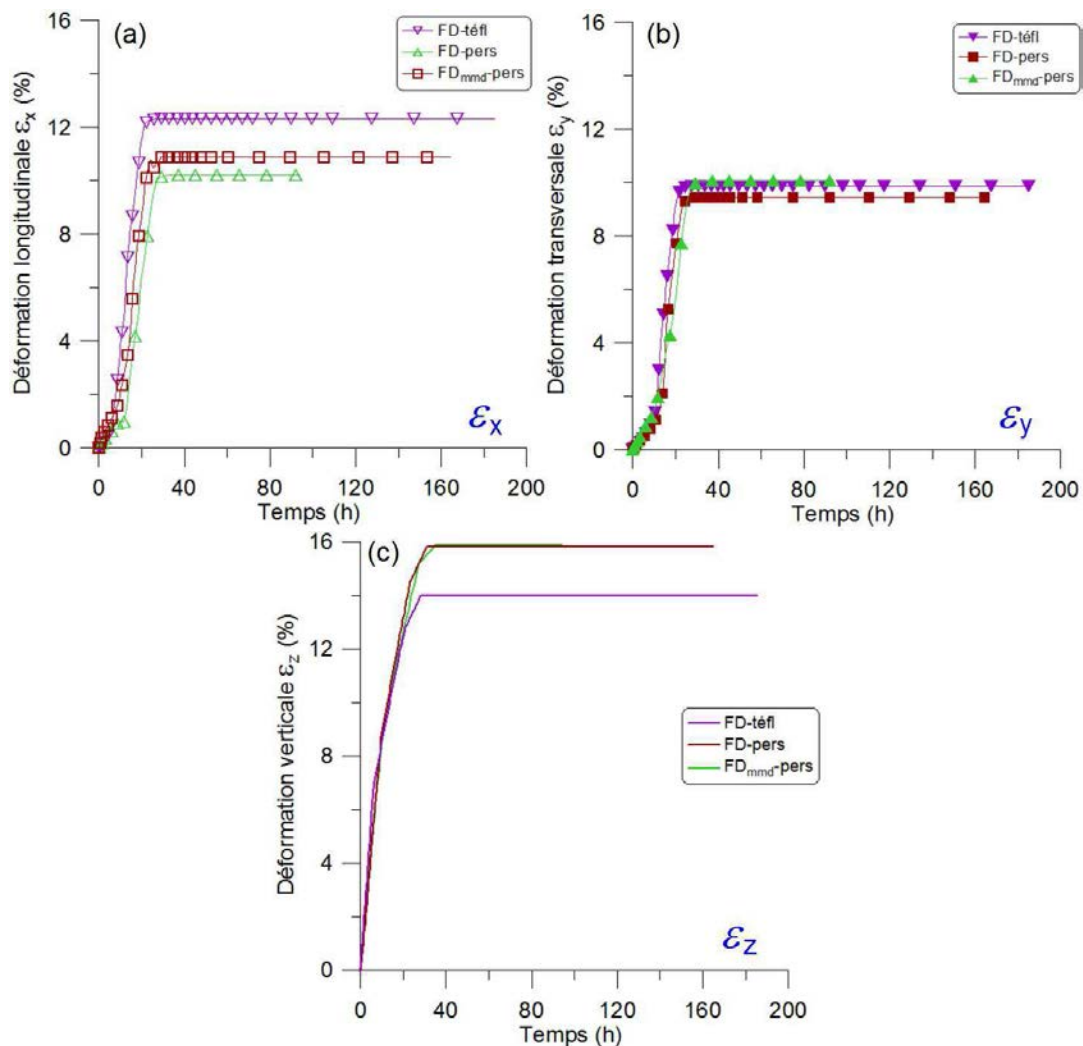 (a)
FD-téfl
FD-pers
FDmmd-pers
Déformation longitudinale εx (%)
16
12
8
4
0
εx
0 40 80 120 160 200
Temps (h)
(b)
FD-téfl
FD-pers
FDmmd-pers
Déformation transversale εy (%)
16
12
8
4
0
εy
0 40 80 120 160 200
Temps (h)
(c)
Déformation verticale εz (%)
16
12
8
4
0
FD-téfl
FD-pers
FDmmd-pers
εz
0 40 80 120 160 200
Temps (h)